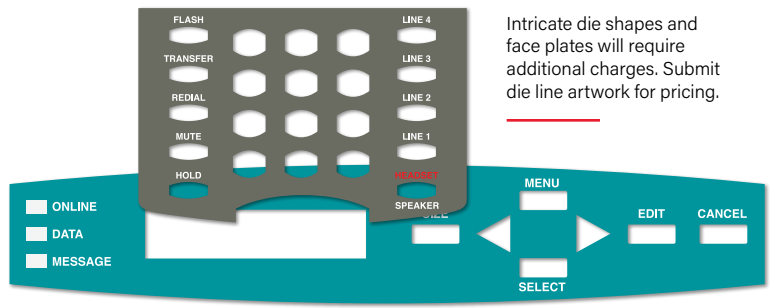 FLASH
TRANSFER
REDIAL
MUTE
HOLD
LINE 4
LINE 3
LINE 2
LINE 1
HEADSET
SPEAKER
Intricate die shapes and
face plates will require
additional charges. Submit
die line artwork for pricing.
ONLINE
DATA
MESSAGE
MENU
SELECT
EDIT
CANCEL